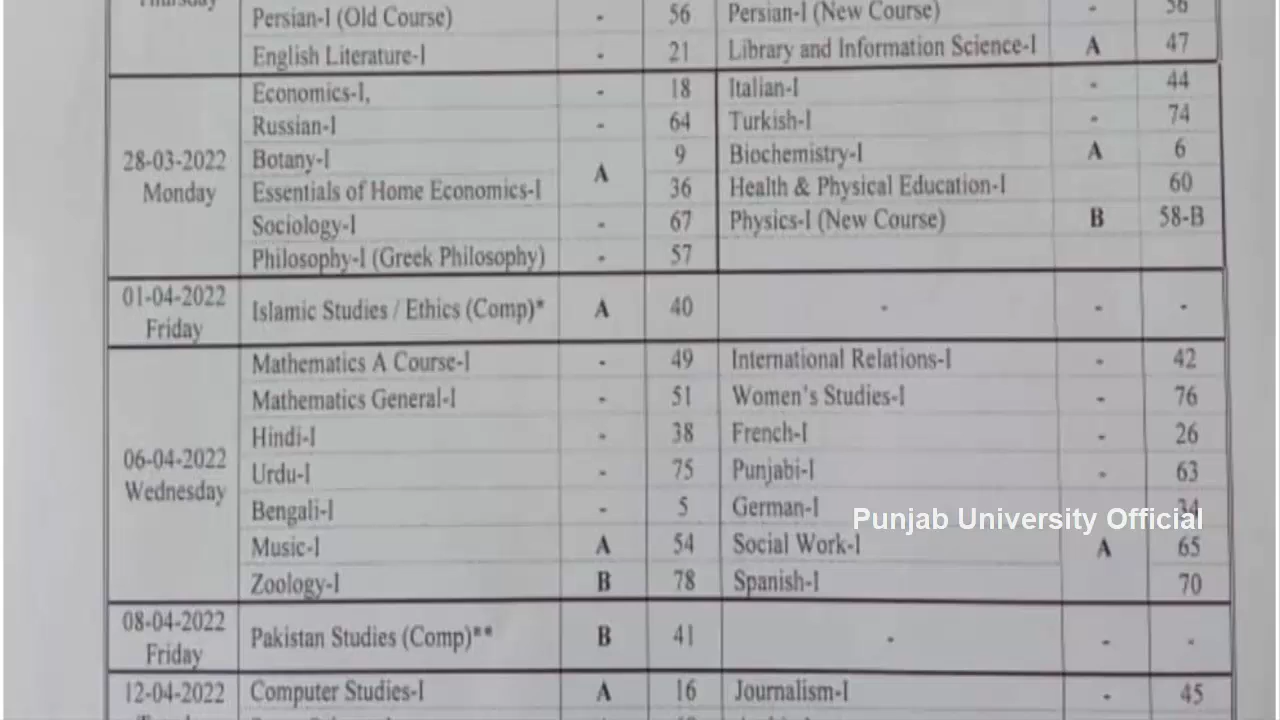 Thursday
Persian-I (Old Course) - 56 Persian-I (New Course) - 56
English Literature-I - 21 Library and Information Science-I A 47
28-03-2022 Monday
Economics-I, - 18 Italian-I - 44
Russian-I - 64 Turkish-I - 74
Botany-I A 9 Biochemistry-I A 6
Essentials of Home Economics-I 36 Health & Physical Education-I 60
Sociology-I - 67 Physics-I (New Course) B 58-B
Philosophy-I (Greek Philosophy) - 57
01-04-2022 Friday
Islamic Studies / Ethics (Comp)* A 40 - - -
06-04-2022 Wednesday
Mathematics A Course-I - 49 International Relations-I - 42
Mathematics General-I - 51 Women's Studies-I - 76
Hindi-I - 38 French-I - 26
Urdu-I - 75 Punjabi-I - 63
Bengali-I - 5 German-I 34
Punjab University Official
Music-I A 54 Social Work-I A 65
Zoology-I B 78 Spanish-I 70
08-04-2022 Friday
Pakistan Studies (Comp)** B 41 - - -
12-04-2022
Computer Studies-I A 16 Journalism-I - 45